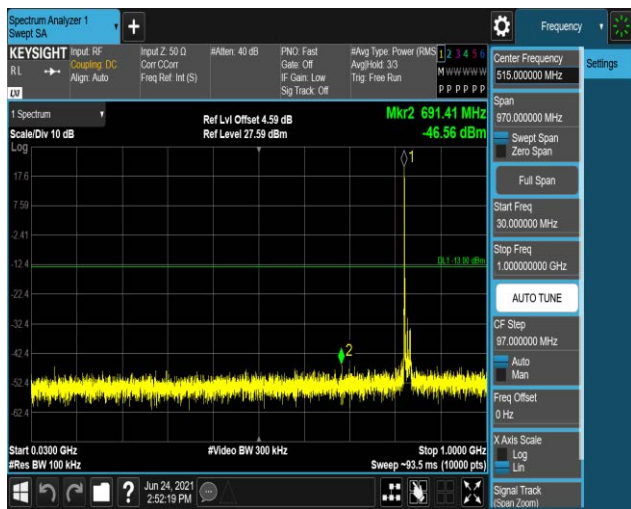 Spectrum Analyzer 1
Swept SA
Frequency
KEYSIGHT
RL
LXI
Input: RF
Coupling: DC
Align: Auto
Input Z: 50 Ω
Corr CCorr
Freq Ref: Int (S)
#Atten: 40 dB
PNO: Fast
Gate: Off
IF Gain: Low
Sig Track: Off
#Avg Type: Power (RMS
Avg|Hold: 3/3
Trig: Free Run
1 2 3 4 5 6
M W W W W W
P P P P P P
1 Spectrum
Scale/Div 10 dB
Log
Ref Lvl Offset 4.59 dB
Ref Level 27.59 dBm
Mkr2 691.41 MHz
-46.56 dBm
17.6
7.59
-2.41
-12.4
-22.4
-32.4
-42.4
-52.4
-62.4
1
DL1 -13.00 dBm
2
Start 0.0300 GHz
#Res BW 100 kHz
#Video BW 300 kHz
Stop 1.0000 GHz
Sweep ~93.5 ms (10000 pts)
?
Jun 24, 2021
2:52:19 PM
Center Frequency
515.000000 MHz
Span
970.000000 MHz
Swept Span
Zero Span
Full Span
Start Freq
30.000000 MHz
Stop Freq
1.000000000 GHz
AUTO TUNE
CF Step
97.000000 MHz
Auto
Man
Freq Offset
0 Hz
X Axis Scale
Log
Lin
Signal Track
(Span Zoom)
Settings